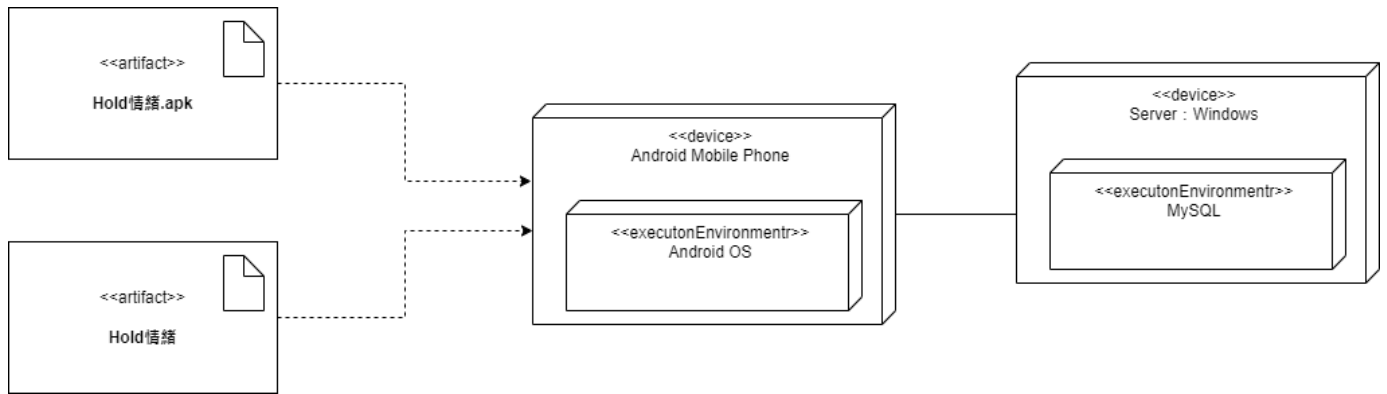 <<artifact>>
Hold情緒.apk
<<artifact>>
Hold情緒
<<device>>
Android Mobile Phone
<<executonEnvironmentr>>
Android OS
<<device>>
Server：Windows
<<executonEnvironmentr>>
MySQL